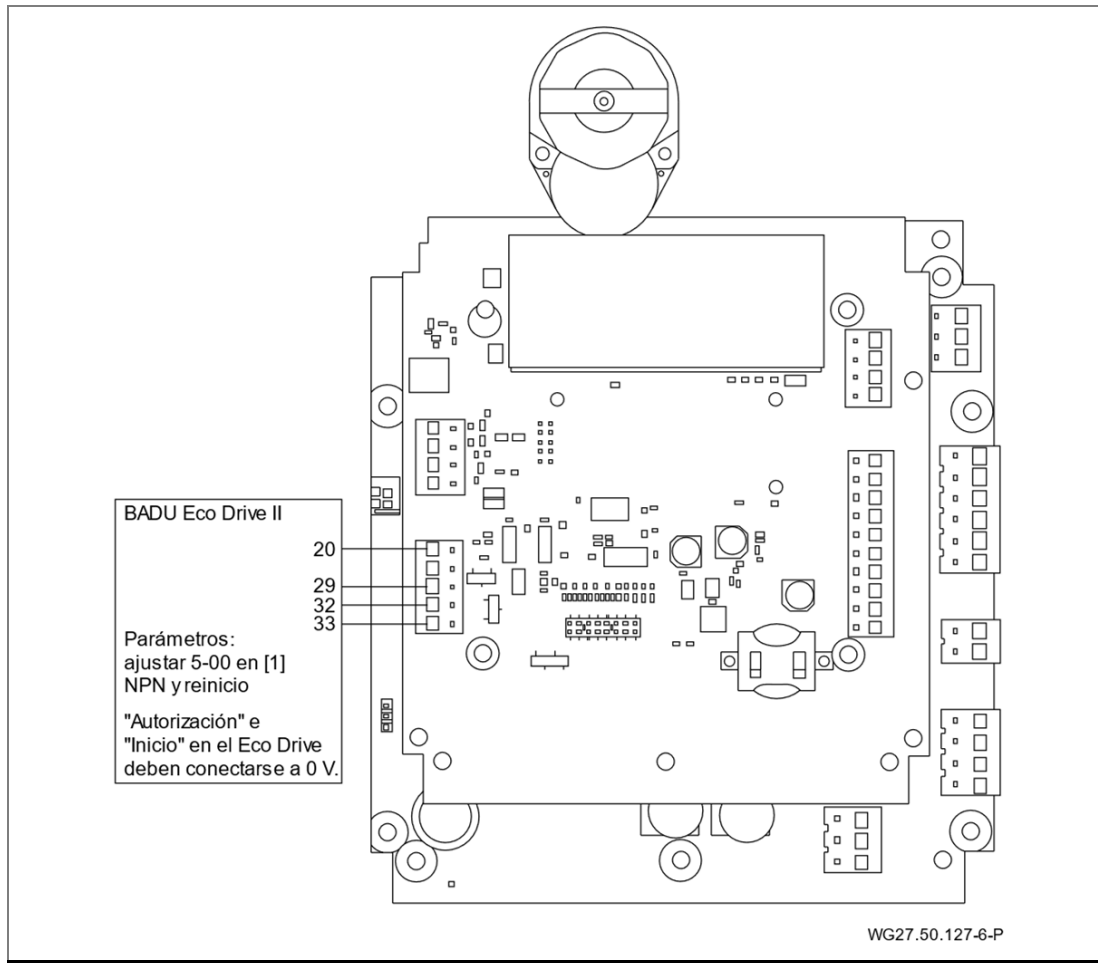 BADU Eco Drive II
20
29
32
33
Parámetros:
ajustar 5-00 en [1]
NPN y reinicio
"Autorización" e
"Inicio" en el Eco Drive
deben conectarse a 0 V.
WG27.50.127-6-P